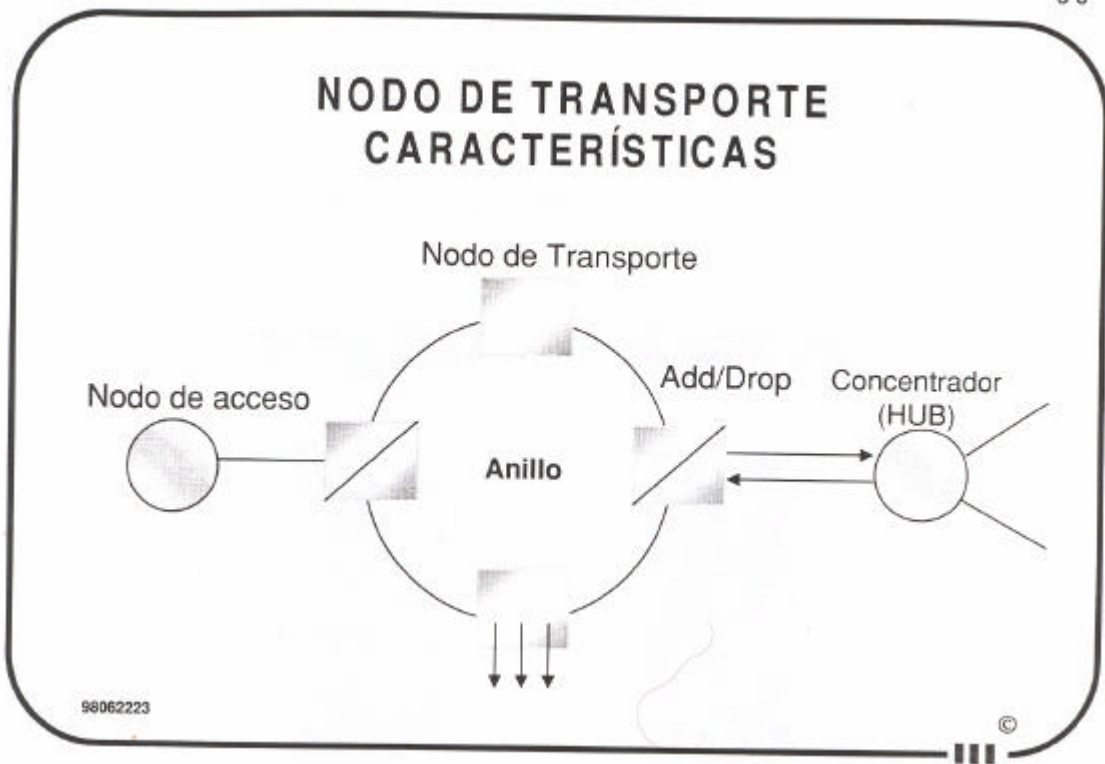 NODO DE TRANSPORTE
CARACTERÍSTICAS
Nodo de Transporte
Nodo de acceso
Add/Drop
Concentrador
(HUB)
Anillo
98062223
©